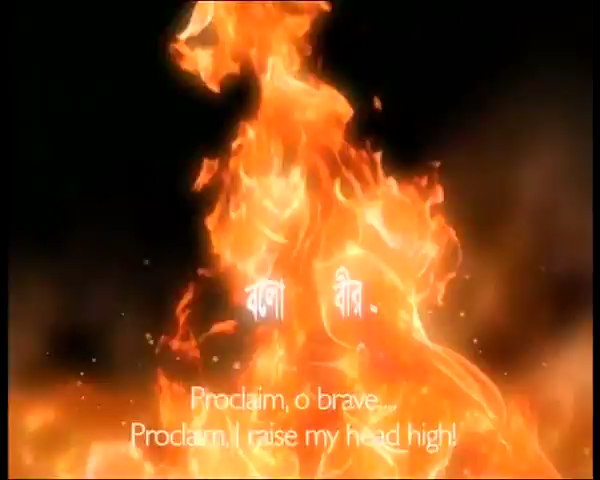 বলো বীর -
Proclaim, o brave....
Proclaim, I raise my head high!